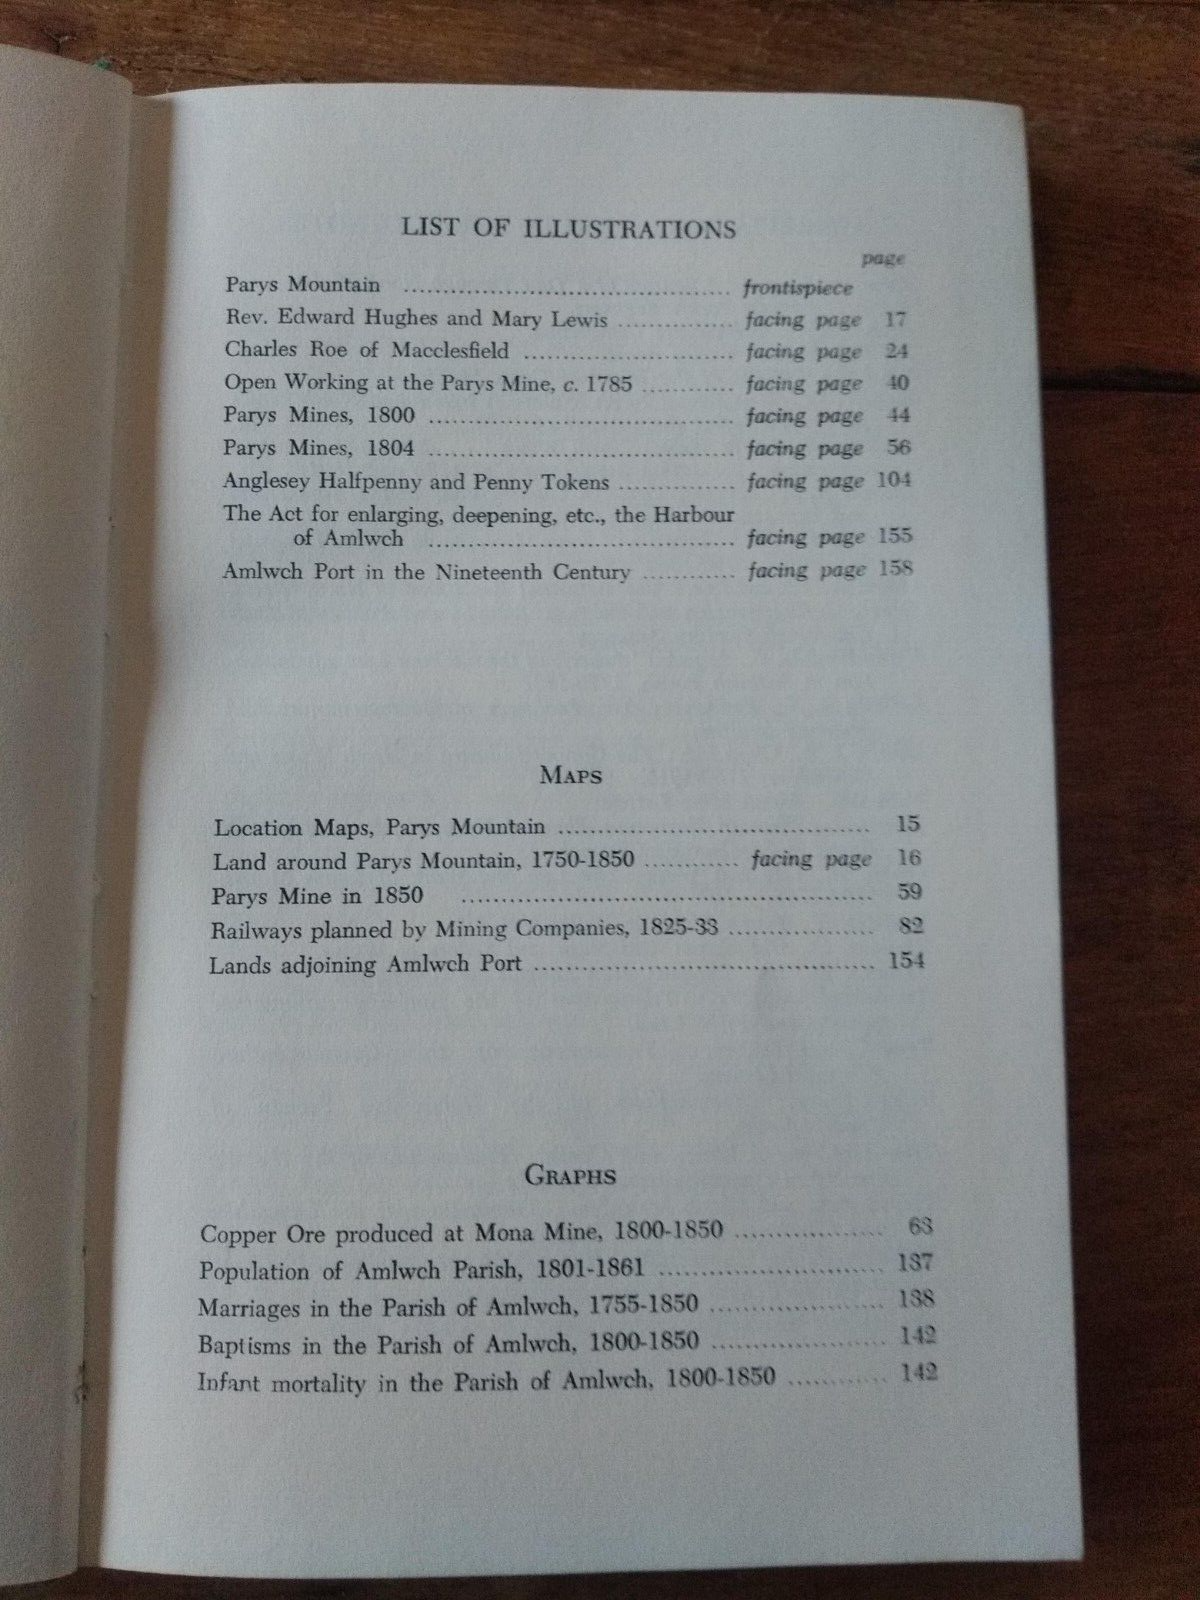 LIST OF ILLUSTRATIONS
page
Parys Mountain ........................................ frontispiece
Rev. Edward Hughes and Mary Lewis ............... facing page 17
Charles Roe of Macclesfield ........................... facing page 24
Open Working at the Parys Mine, c. 1785 ............ facing page 40
Parys Mines, 1800 ....................................... facing page 44
Parys Mines, 1804 ....................................... facing page 56
Anglesey Halfpenny and Penny Tokens ............... facing page 104
The Act for enlarging, deepening, etc., the Harbour
of Amlwch ....................................... facing page 155
Amlwch Port in the Nineteenth Century ............ facing page 158
MAPS
Location Maps, Parys Mountain ....................................... 15
Land around Parys Mountain, 1750-1850 ............ facing page 16
Parys Mine in 1850 .................................................... 59
Railways planned by Mining Companies, 1825-33 .................. 82
Lands adjoining Amlwch Port .......................................... 154
GRAPHS
Copper Ore produced at Mona Mine, 1800-1850 .................. 63
Population of Amlwch Parish, 1801-1861 ........................... 137
Marriages in the Parish of Amlwch, 1755-1850 ..................... 138
Baptisms in the Parish of Amlwch, 1800-1850 ..................... 142
Infant mortality in the Parish of Amlwch, 1800-1850 ............ 142